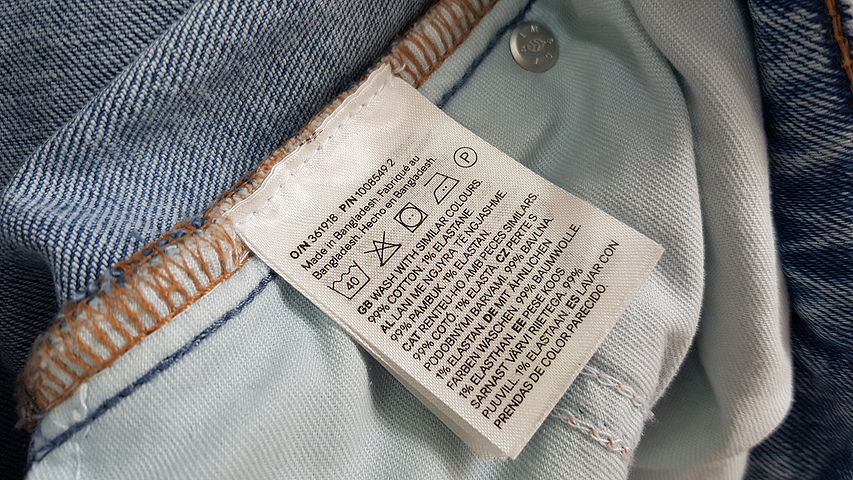 O/N 361918 P/N 1008549.2
Made in Bangladesh. Fabriqué au
Bangladesh. Hecho en Bangladesh.
40
P
GB WASH WITH SIMILAR COLOURS.
99% COTTON, 1% ELASTANE.
AL LANI ME NGJYRA TË NGJASHME.
99% PAMBUK, 1% ELASTAN.
CAT RENTEU-HO AMB PECES SIMILARS.
99% COTÓ, 1% ELASTÀ. CZ PERTE S
PODOBNÝMI BARVAMI. 99% BAVLNA,
1% ELASTAN. DE MIT ÄHNLICHEN
FARBEN WASCHEN. 99% BAUMWOLLE,
1% ELASTHAN. EE PESE KOOS
SARNAST VÄRVI RIETEGA. 99%
PUUVILL, 1% ELASTAAN. ES LAVAR CON
PRENDAS DE COLOR PARECIDO.